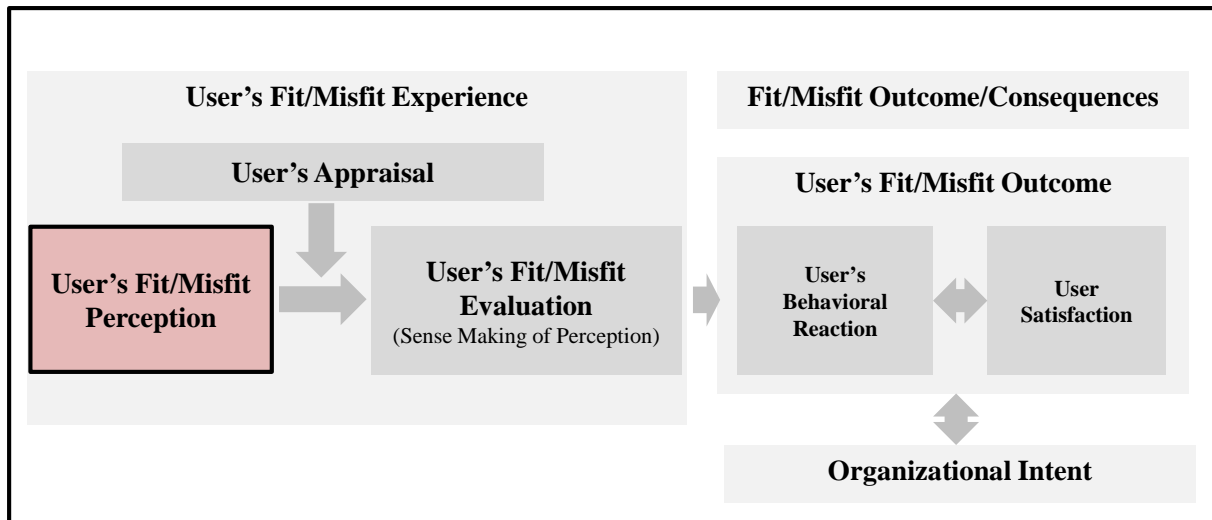 User’s Fit/Misfit Experience
User’s Appraisal
User’s Fit/Misfit
Perception
User’s Fit/Misfit
Evaluation
(Sense Making of Perception)
Fit/Misfit Outcome/Consequences
User’s Fit/Misfit Outcome
User’s
Behavioral
Reaction
User
Satisfaction
Organizational Intent